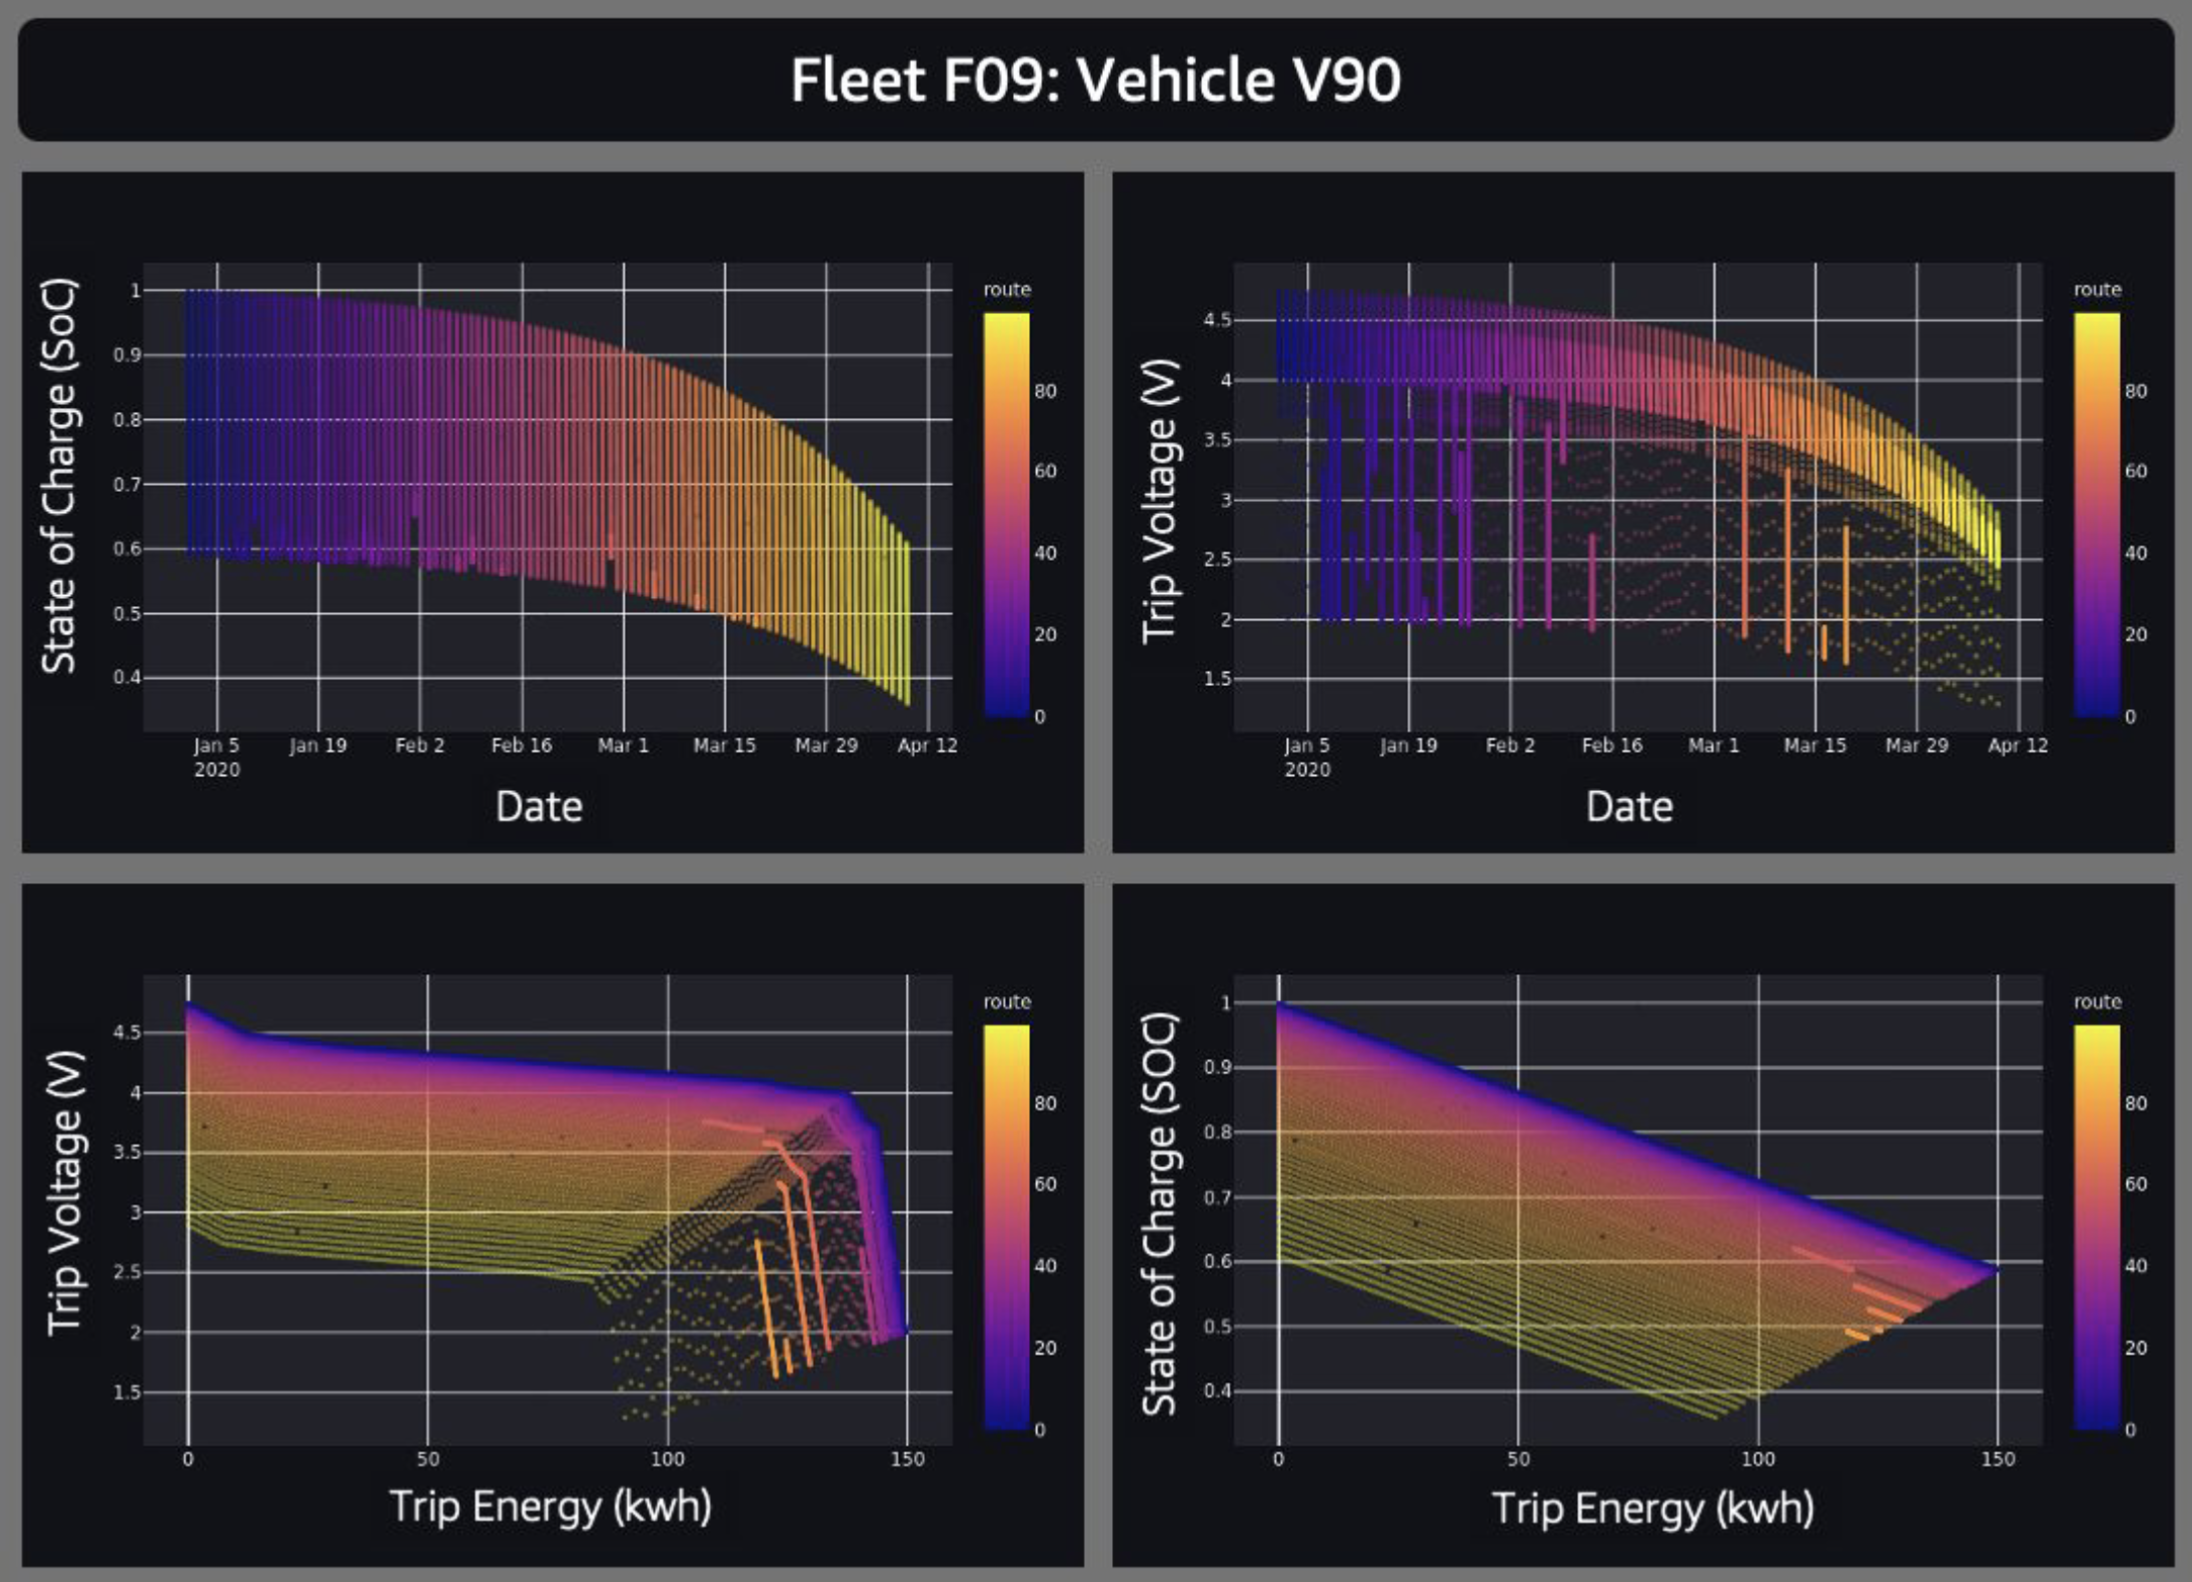 Fleet F09: Vehicle V90
State of Charge (SoC)
1
0.9
0.8
0.7
0.6
0.5
0.4
Jan 5
2020
Jan 19
Feb 2
Feb 16
Mar 1
Mar 15
Mar 29
Apr 12
Date
route
80
60
40
20
0
Trip Voltage (V)
4.5
4
3.5
3
2.5
2
1.5
Jan 5
2020
Jan 19
Feb 2
Feb 16
Mar 1
Mar 15
Mar 29
Apr 12
Date
route
80
60
40
20
0
Trip Voltage (V)
4.5
4
3.5
3
2.5
2
1.5
0
50
100
150
Trip Energy (kwh)
route
80
60
40
20
0
State of Charge (SOC)
1
0.9
0.8
0.7
0.6
0.5
0.4
0
50
100
150
Trip Energy (kwh)
route
80
60
40
20
0